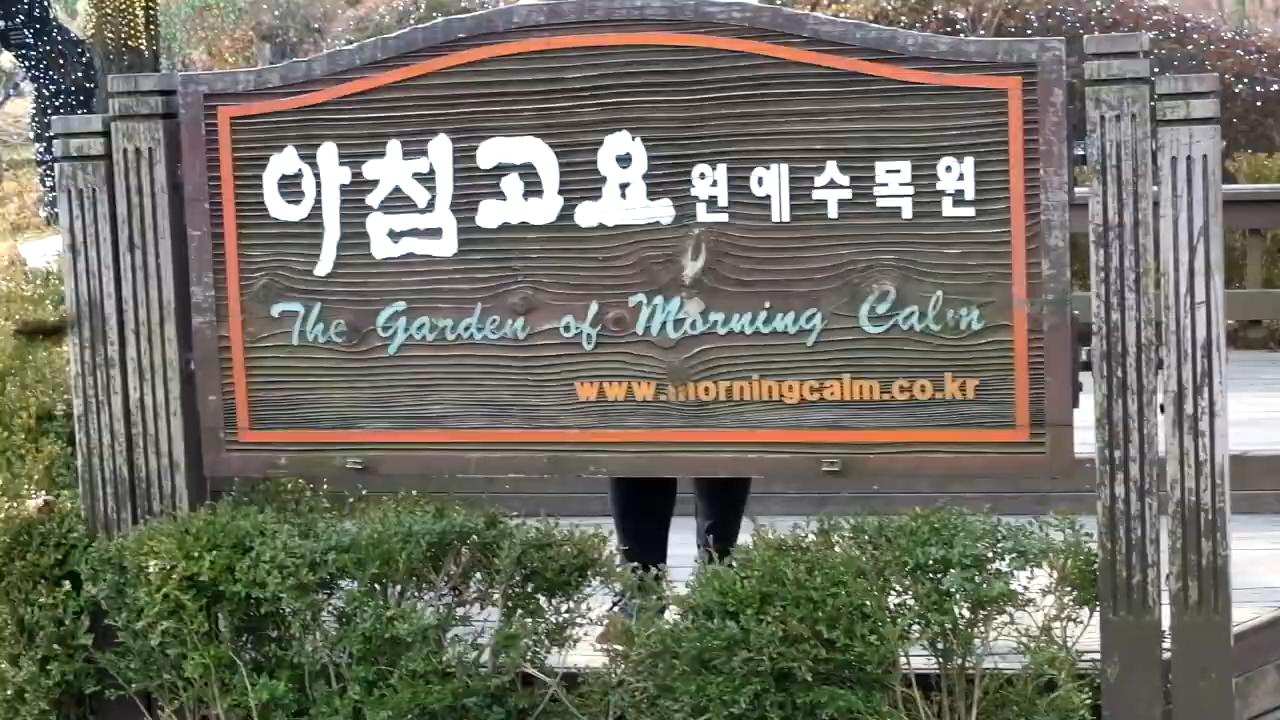 아침고요 원예수목원
The Garden of Morning Calm
www.morningcalm.co.kr